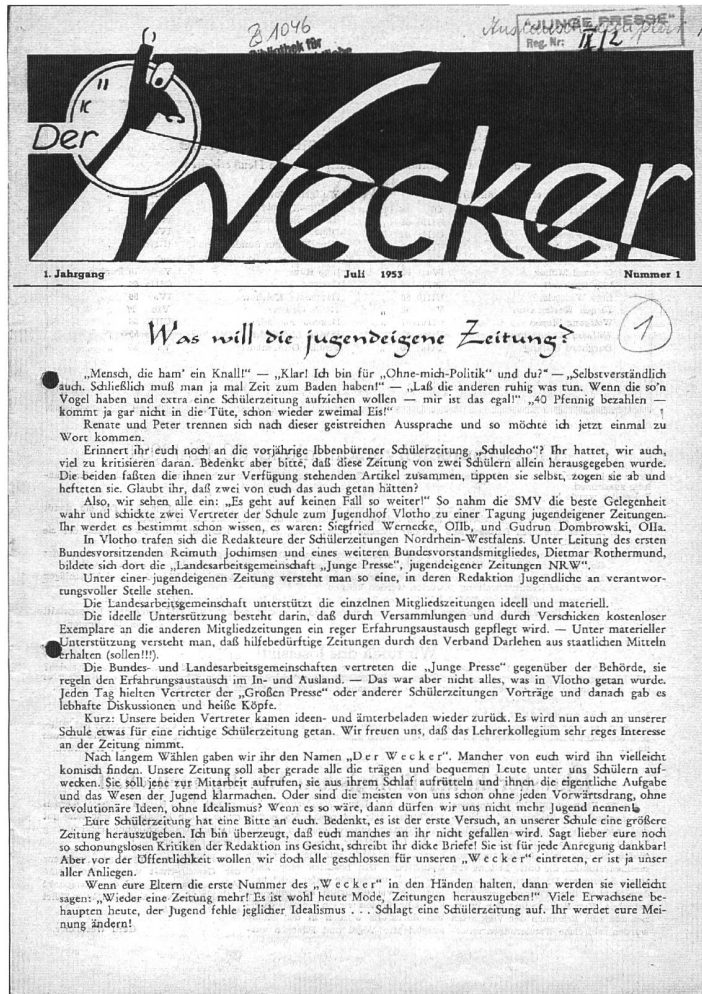 Z 1046
Bibliothek für
"JUNGE PRESSE"
Reg. Nr: II/2
Der
Wecker
1. Jahrgang Juli 1953 Nummer 1
Was will die jugendeigene Zeitung?
1
„Mensch, die ham' ein Knall!" — „Klar! Ich bin für „Ohne-mich-Politik" und du?" — „Selbstverständlich
auch. Schließlich muß man ja mal Zeit zum Baden haben!" — „Laß die anderen ruhig was tun. Wenn die so'n
Vogel haben und extra eine Schülerzeitung aufziehen wollen — mir ist das egal!" „40 Pfennig bezahlen —
kommt ja gar nicht in die Tüte, schon wieder zweimal Eis!"
Renate und Peter trennen sich nach dieser geistreichen Aussprache und so möchte ich jetzt einmal zu
Wort kommen.
Erinnert ihr euch noch an die vorjährige Ibbenbürener Schülerzeitung „Schulecho"? Ihr hattet, wir auch,
viel zu kritisieren daran. Bedenkt aber bitte, daß diese Zeitung von zwei Schülern allein herausgegeben wurde.
Die beiden faßten die ihnen zur Verfügung stehenden Artikel zusammen, tippten sie selbst, zogen sie ab und
hefteten sie. Glaubt ihr, daß zwei von euch das auch getan hätten?
Also, wir sehen alle ein: „Es geht auf keinen Fall so weiter!" So nahm die SMV die beste Gelegenheit
wahr und schickte zwei Vertreter der Schule zum Jugendhof Vlotho zu einer Tagung jugendeigener Zeitungen.
Ihr werdet es bestimmt schon wissen, es waren: Siegfried Wernecke, OIIb, und Gudrun Dombrowski, OIIa.
In Vlotho trafen sich die Redakteure der Schülerzeitungen Nordrhein-Westfalens. Unter Leitung des ersten
Bundesvorsitzenden Reimuth Jochimsen und eines weiteren Bundesvorstandsmitgliedes, Dietmar Rothermund,
bildete sich dort die „Landesarbeitsgemeinschaft „Junge Presse", jugendeigener Zeitungen NRW".
Unter einer jugendeigenen Zeitung versteht man so eine, in deren Redaktion Jugendliche an verantwor-
tungsvoller Stelle stehen.
Die Landesarbeitsgemeinschaft unterstützt die einzelnen Mitgliedszeitungen ideell und materiell.
Die ideelle Unterstützung besteht darin, daß durch Versammlungen und durch Verschicken kostenloser
Exemplare an die anderen Mitgliedzeitungen ein reger Erfahrungsaustausch gepflegt wird. — Unter materieller
Unterstützung versteht man, daß hilfebedürftige Zeitungen durch den Verband Darlehen aus staatlichen Mitteln
erhalten (sollen!!!).
Die Bundes- und Landesarbeitsgemeinschaften vertreten die „Junge Presse" gegenüber der Behörde, sie
regeln den Erfahrungsaustausch im In- und Ausland. — Das war aber nicht alles, was in Vlotho getan wurde.
Jeden Tag hielten Vertreter der „Großen Presse" oder anderer Schülerzeitungen Vorträge und danach gab es
lebhafte Diskussionen und heiße Köpfe.
Kurz: Unsere beiden Vertreter kamen ideen- und ämterbeladen wieder zurück. Es wird nun auch an unserer
Schule etwas für eine richtige Schülerzeitung getan. Wir freuen uns, daß das Lehrerkollegium sehr reges Interesse
an der Zeitung nimmt.
Nach langem Wählen gaben wir ihr den Namen „Der Wecker". Mancher von euch wird ihn vielleicht
komisch finden. Unsere Zeitung soll aber gerade alle die trägen und bequemen Leute unter uns Schülern auf-
wecken. Sie soll jene zur Mitarbeit aufrufen, sie aus ihrem Schlaf aufrütteln und ihnen die eigentliche Aufgabe
und das Wesen der Jugend klarmachen. Oder sind die meisten von uns schon ohne jeden Vorwärtsdrang, ohne
revolutionäre Ideen, ohne Idealismus? Wenn es so wäre, dann dürfen wir uns nicht mehr Jugend nennen!
Eure Schülerzeitung hat eine Bitte an euch. Bedenkt, es ist der erste Versuch, an unserer Schule eine größere
Zeitung herauszugeben. Ich bin überzeugt, daß euch manches an ihr nicht gefallen wird. Sagt lieber eure noch
so schonungslosen Kritiken der Redaktion ins Gesicht, schreibt ihr dicke Briefe! Sie ist für jede Anregung dankbar!
Aber vor der Öffentlichkeit wollen wir doch alle geschlossen für unseren „Wecker" eintreten, er ist ja unser
aller Anliegen.
Wenn eure Eltern die erste Nummer des „Wecker" in den Händen halten, dann werden sie vielleicht
sagen: „Wieder eine Zeitung mehr! Es ist wohl heute Mode, Zeitungen herauszugeben!" Viele Erwachsene be-
haupten heute, der Jugend fehle jeglicher Idealismus . . . Schlagt eine Schülerzeitung auf. Ihr werdet eure Mei-
nung ändern!